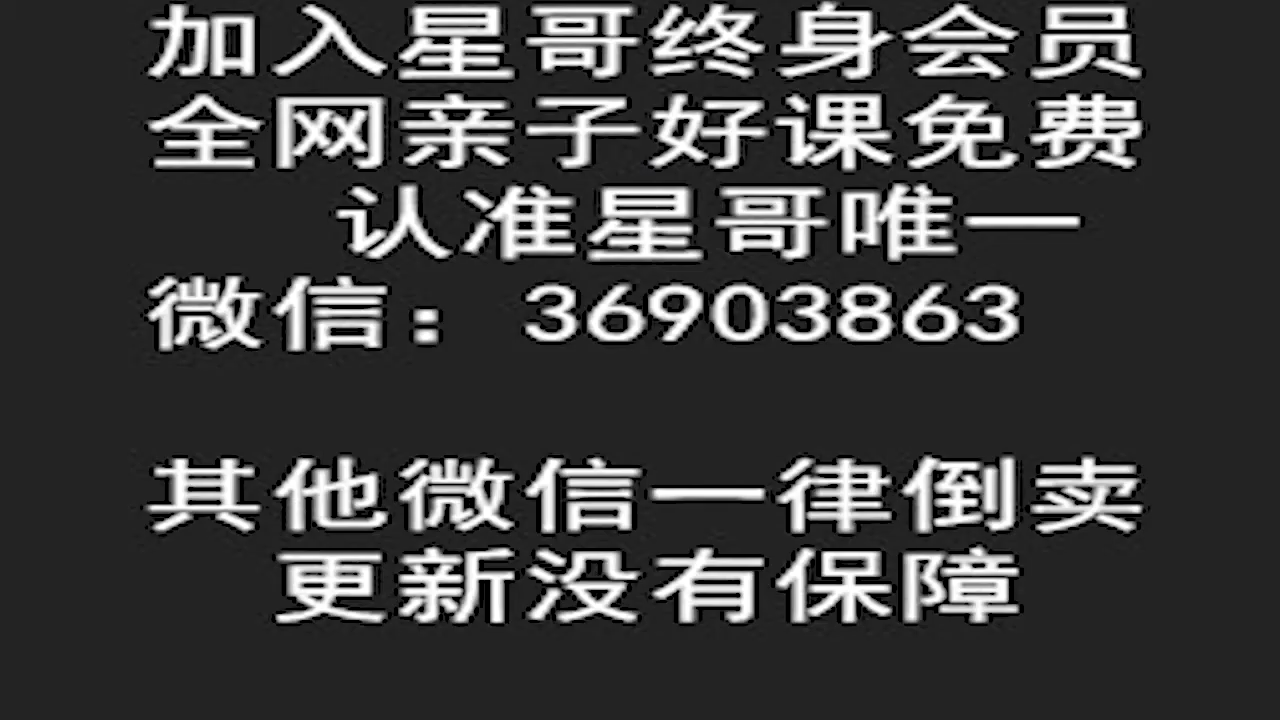 加入星哥终身会员
全网亲子好课免费
认准星哥唯一
微信：36903863
其他微信一律倒卖
更新没有保障